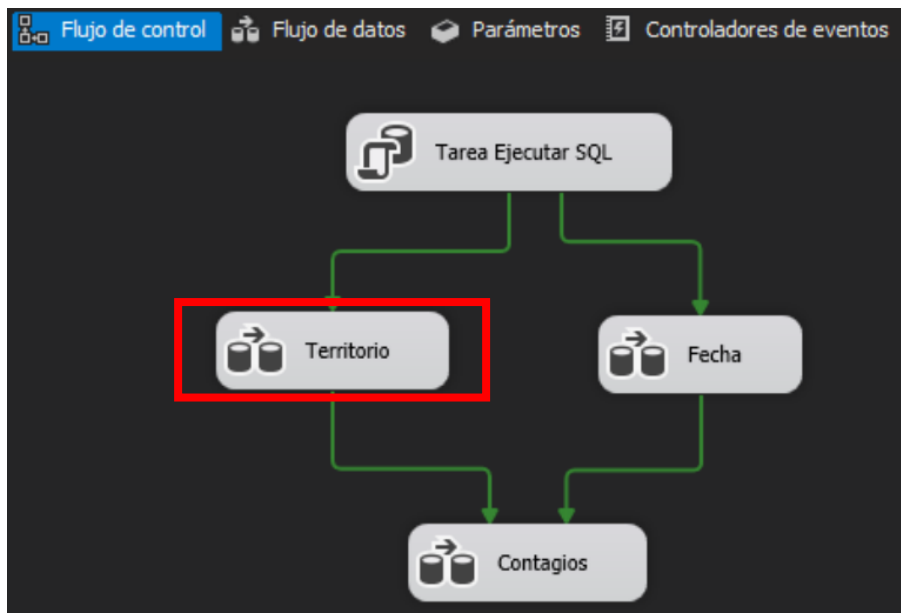 Flujo de control Flujo de datos Parámetros Controladores de eventos
Tarea Ejecutar SQL
Territorio Fecha
Contagios